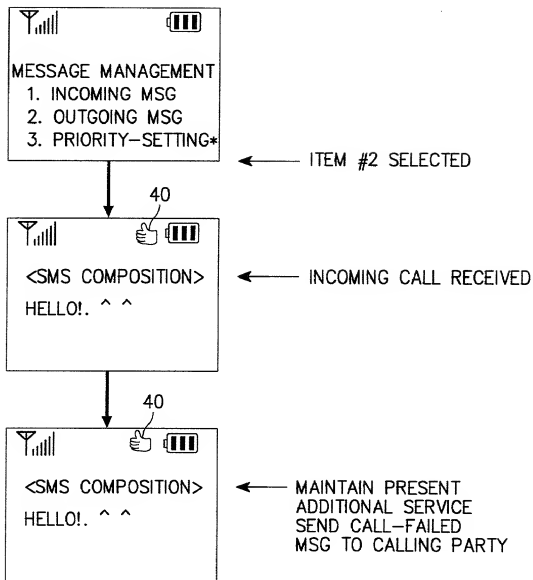 MESSAGE MANAGEMENT
1. INCOMING MSG
2. OUTGOING MSG
3. PRIORITY-SETTING*
ITEM #2 SELECTED
40
<SMS COMPOSITION>
HELLO!. ^ ^
INCOMING CALL RECEIVED
40
<SMS COMPOSITION>
HELLO!. ^ ^
MAINTAIN PRESENT
ADDITIONAL SERVICE
SEND CALL-FAILED
MSG TO CALLING PARTY